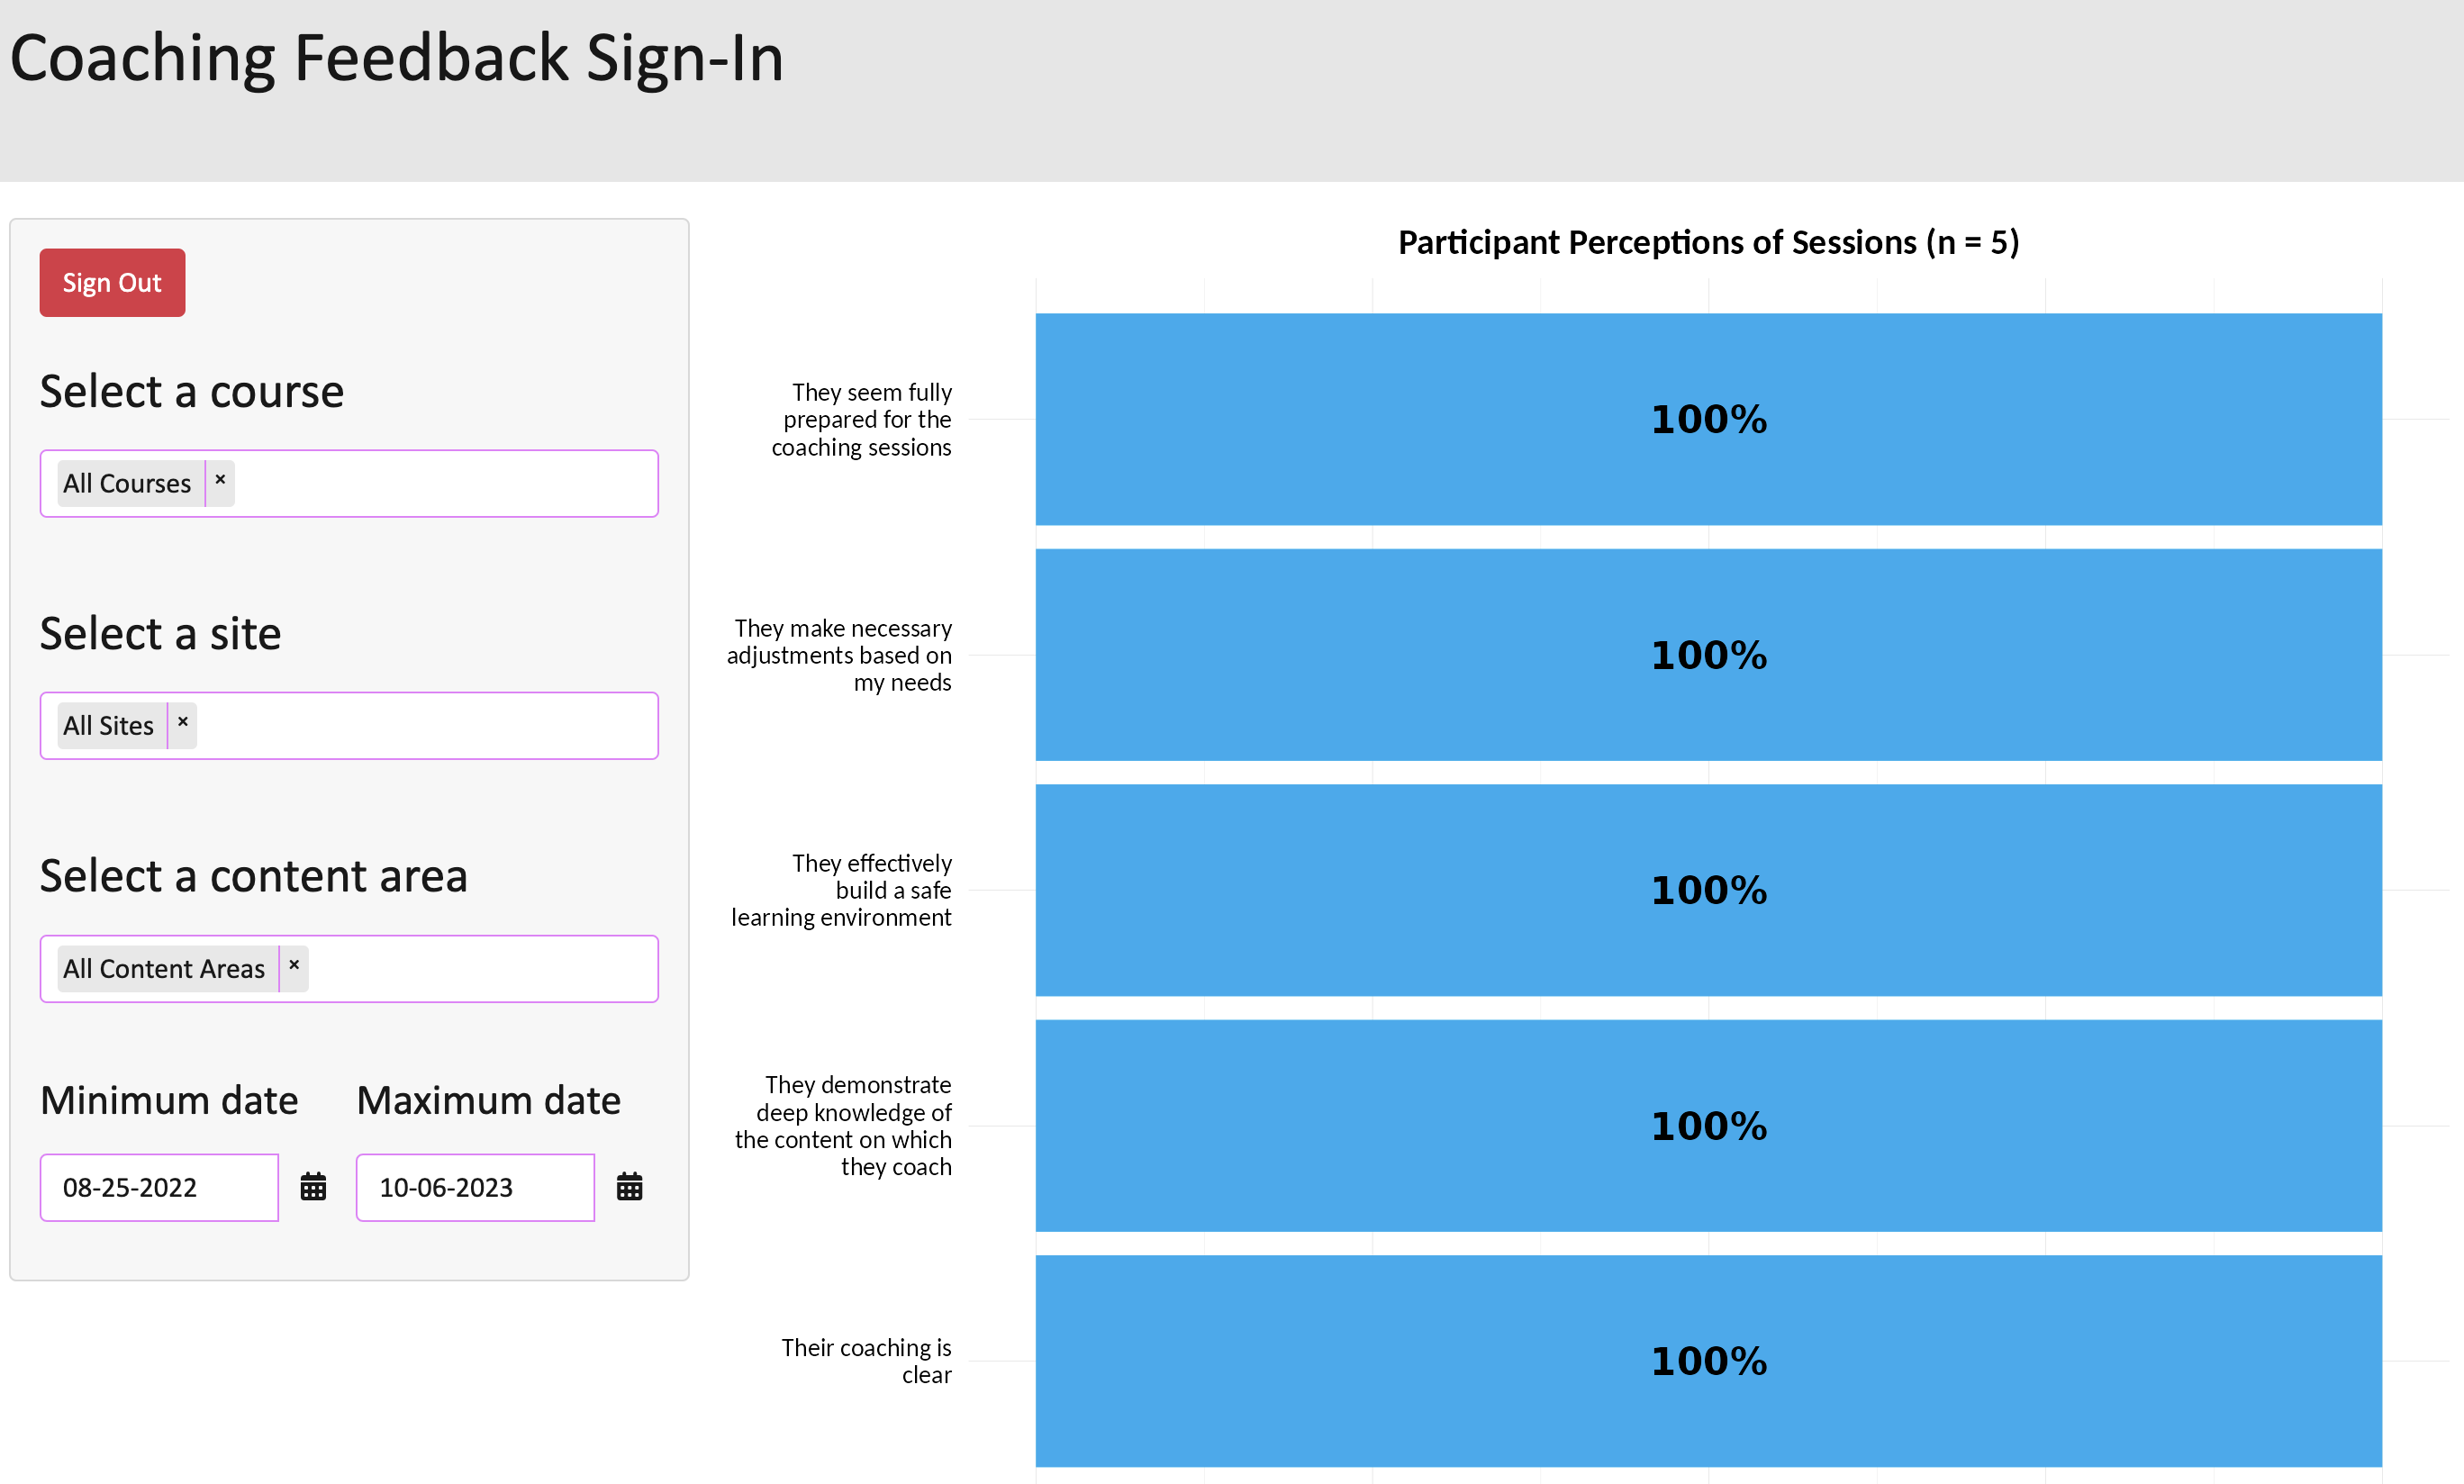 Coaching Feedback Sign-In
Sign Out
Select a course
All Courses ×
Select a site
All Sites ×
Select a content area
All Content Areas ×
Minimum date
Maximum date
08-25-2022
10-06-2023
Participant Perceptions of Sessions (n = 5)
They seem fully
prepared for the
coaching sessions
100%
They make necessary
adjustments based on
my needs
100%
They effectively
build a safe
learning environment
100%
They demonstrate
deep knowledge of
the content on which
they coach
100%
Their coaching is
clear
100%